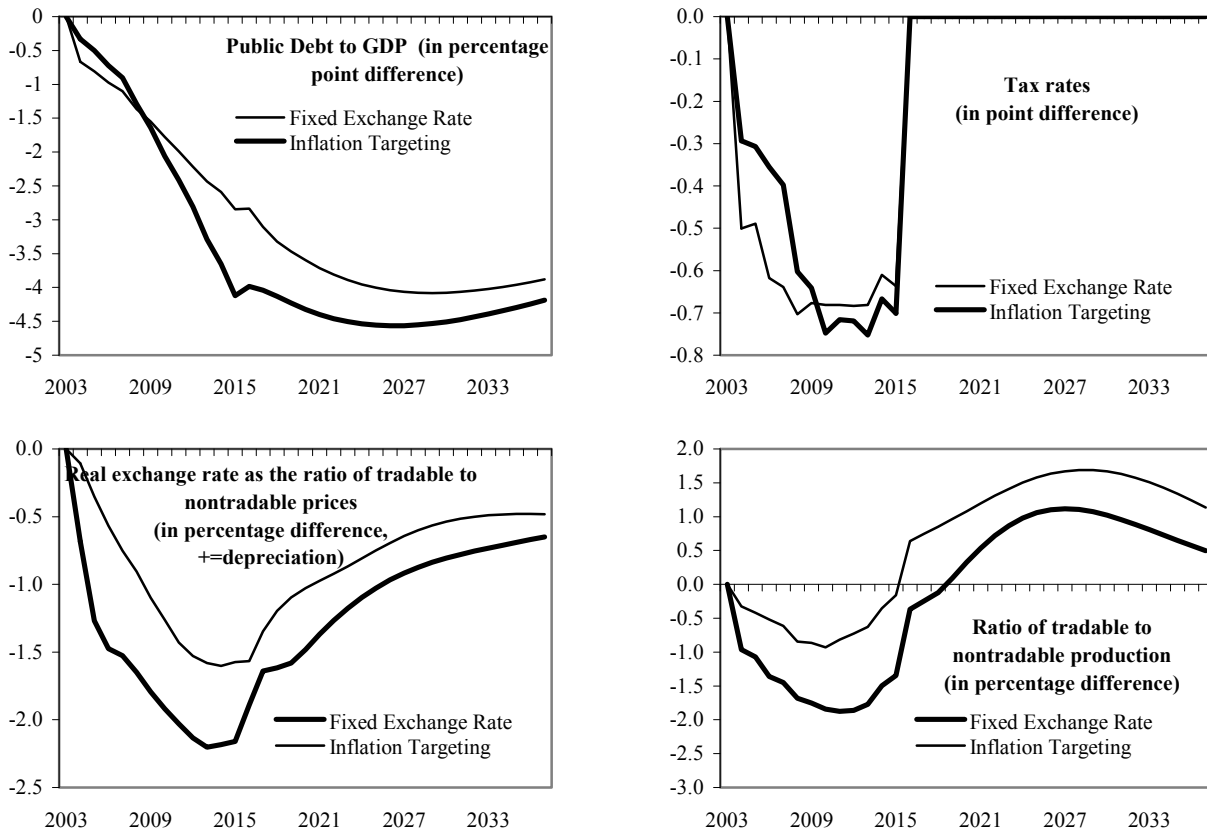 0
-0.5
-1
-1.5
-2
-2.5
-3
-3.5
-4
-4.5
-5
Public Debt to GDP (in percentage
point difference)
Fixed Exchange Rate
Inflation Targeting
2003 2009 2015 2021 2027 2033
0.0
-0.1
-0.2
-0.3
-0.4
-0.5
-0.6
-0.7
-0.8
Tax rates
(in point difference)
Fixed Exchange Rate
Inflation Targeting
2003 2009 2015 2021 2027 2033
0.0
-0.5
-1.0
-1.5
-2.0
-2.5
Real exchange rate as the ratio of tradable to
nontradable prices
(in percentage difference,
+=depreciation)
Fixed Exchange Rate
Inflation Targeting
2003 2009 2015 2021 2027 2033
2.0
1.5
1.0
0.5
0.0
-0.5
-1.0
-1.5
-2.0
-3.0
Ratio of tradable to
nontradable production
(in percentage difference)
Fixed Exchange Rate
Inflation Targeting
2003 2009 2015 2021 2027 2033